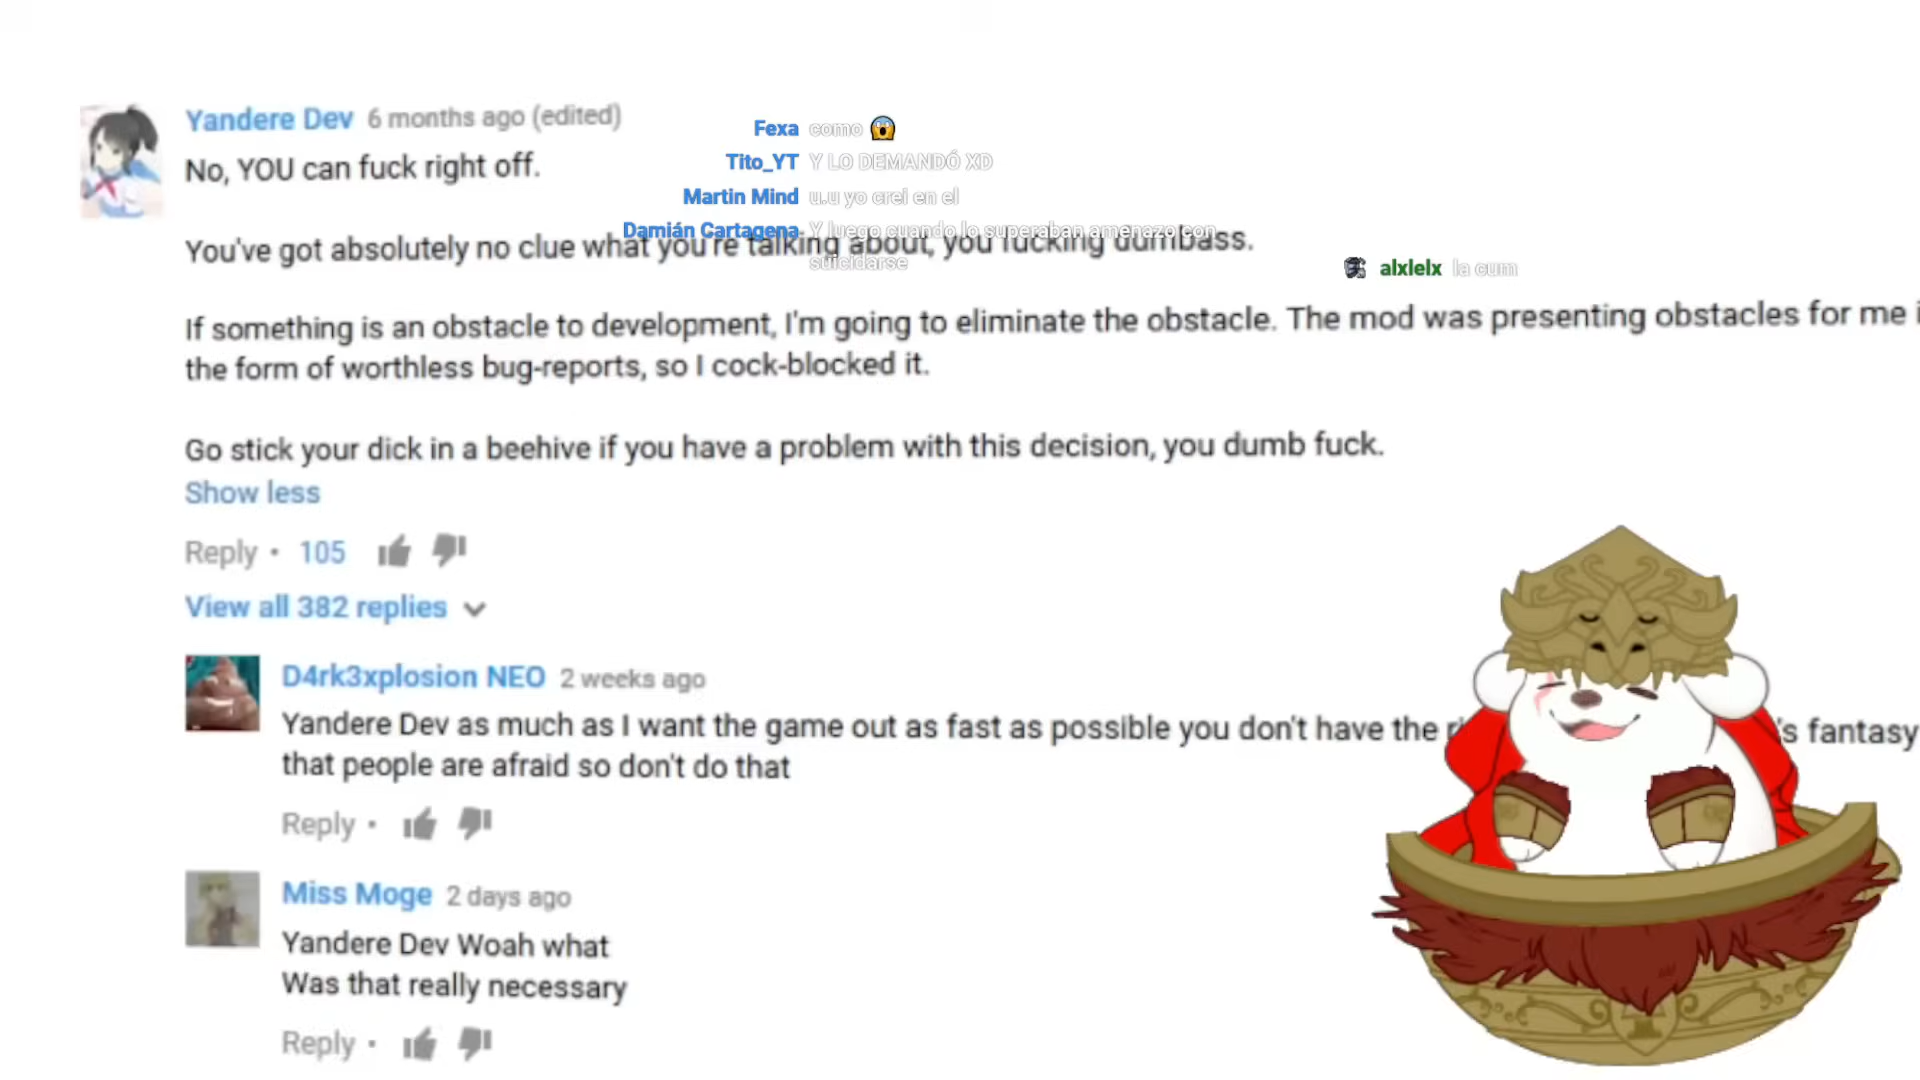 Yandere Dev 6 months ago (edited)
No, YOU can fuck right off.
Fexa como 😱
Tito_YT Y LO DEMANDÓ XD
Martin Mind u.u yo crei en el
Damián Cartagena Y luego cuando lo superaban amenazo con
suicidarse
alxlelx la cum
You've got absolutely no clue what you're talking about, you fucking dumbass.
If something is an obstacle to development, I'm going to eliminate the obstacle. The mod was presenting obstacles for me
the form of worthless bug-reports, so I cock-blocked it.
Go stick your dick in a beehive if you have a problem with this decision, you dumb fuck.
Show less
Reply • 105
View all 382 replies
D4rk3xplosion NEO 2 weeks ago
Yandere Dev as much as I want the game out as fast as possible you don't have the 's fantasy
that people are afraid so don't do that
Reply •
Miss Moge 2 days ago
Yandere Dev Woah what
Was that really necessary
Reply •